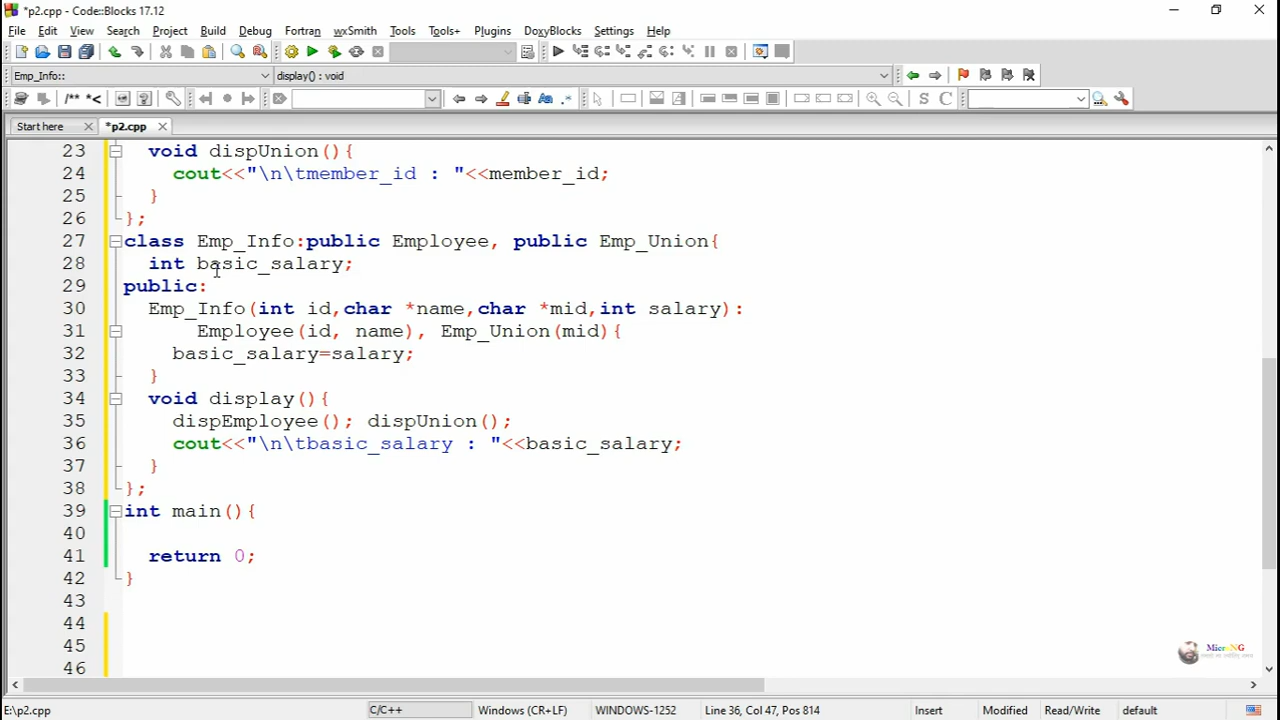 *p2.cpp - Code::Blocks 17.12
File Edit View Search Project Build Debug Fortran wxSmith Tools Tools+ Plugins DoxyBlocks Settings Help
Emp_Info:: display() : void
/** *< S C
Start here *p2.cpp
23 void dispUnion(){
24 cout<<"\n\tmember_id : "<<member_id;
25 }
26 };
27 class Emp_Info:public Employee, public Emp_Union{
28 int basic_salary;
29 public:
30 Emp_Info(int id,char *name,char *mid,int salary):
31 Employee(id, name), Emp_Union(mid){
32 basic_salary=salary;
33 }
34 void display(){
35 dispEmployee(); dispUnion();
36 cout<<"\n\tbasic_salary : "<<basic_salary;
37 }
38 };
39 int main(){
40
41 return 0;
42 }
43
44
45
46
MicroNG
E:\p2.cpp C/C++ Windows (CR+LF) WINDOWS-1252 Line 36, Col 47, Pos 814 Insert Modified Read/Write default